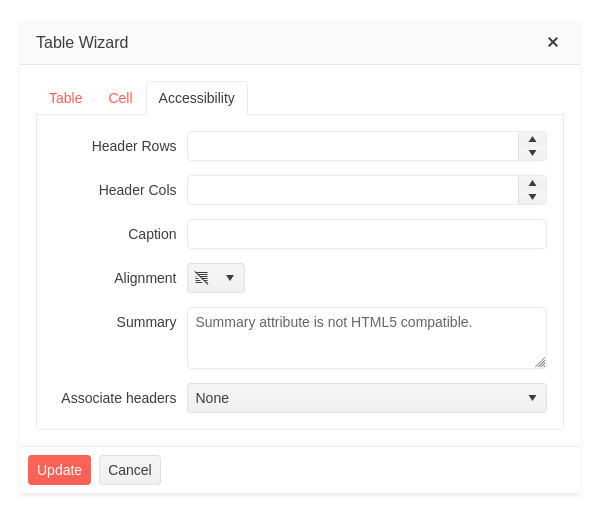 Table Wizard
Table Cell Accessibility
Header Rows
Header Cols
Caption
Alignment
Summary Summary attribute is not HTML5 compatible.
Associate headers None
Update Cancel